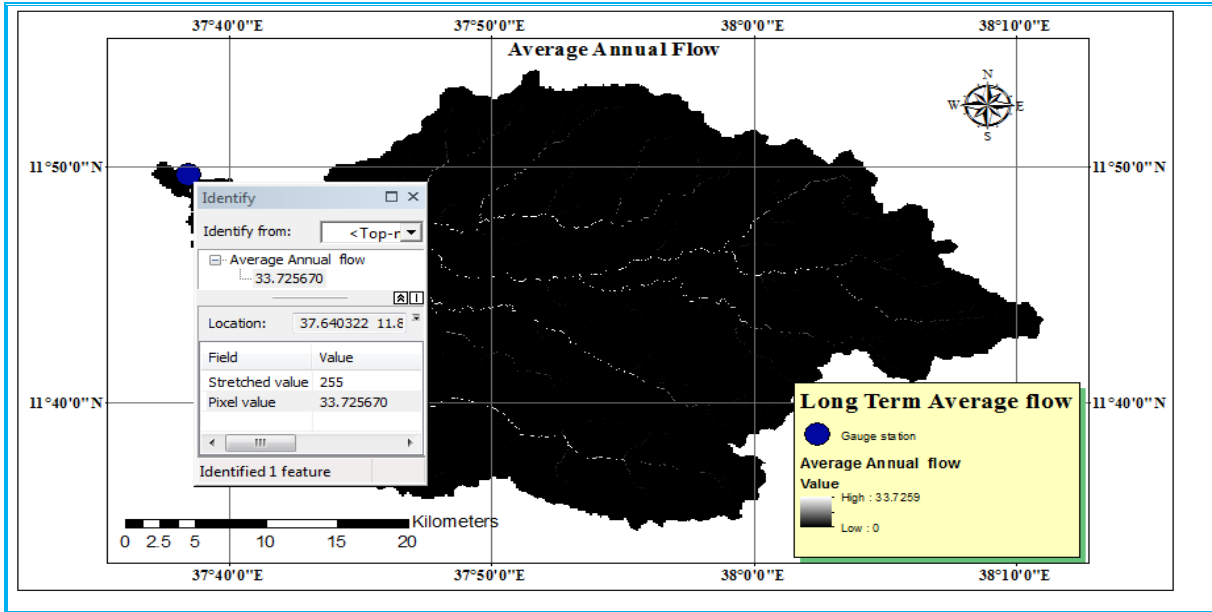 37°40'0"E 37°50'0"E 38°0'0"E 38°10'0"E
Average Annual Flow
N
W E
S
11°50'0"N 11°50'0"N
Identify
Identify from: <Top-r
Average Annual flow
33.725670
Location: 37.640322 11.8
Field Value
Stretched value 255
Pixel value 33.725670
Identified 1 feature
11°40'0"N 11°40'0"N
Long Term Average flow
Gauge station
Average Annual flow
Value
High : 33.7259
Low : 0
Kilometers
0 2.5 5 10 15 20
37°40'0"E 37°50'0"E 38°0'0"E 38°10'0"E